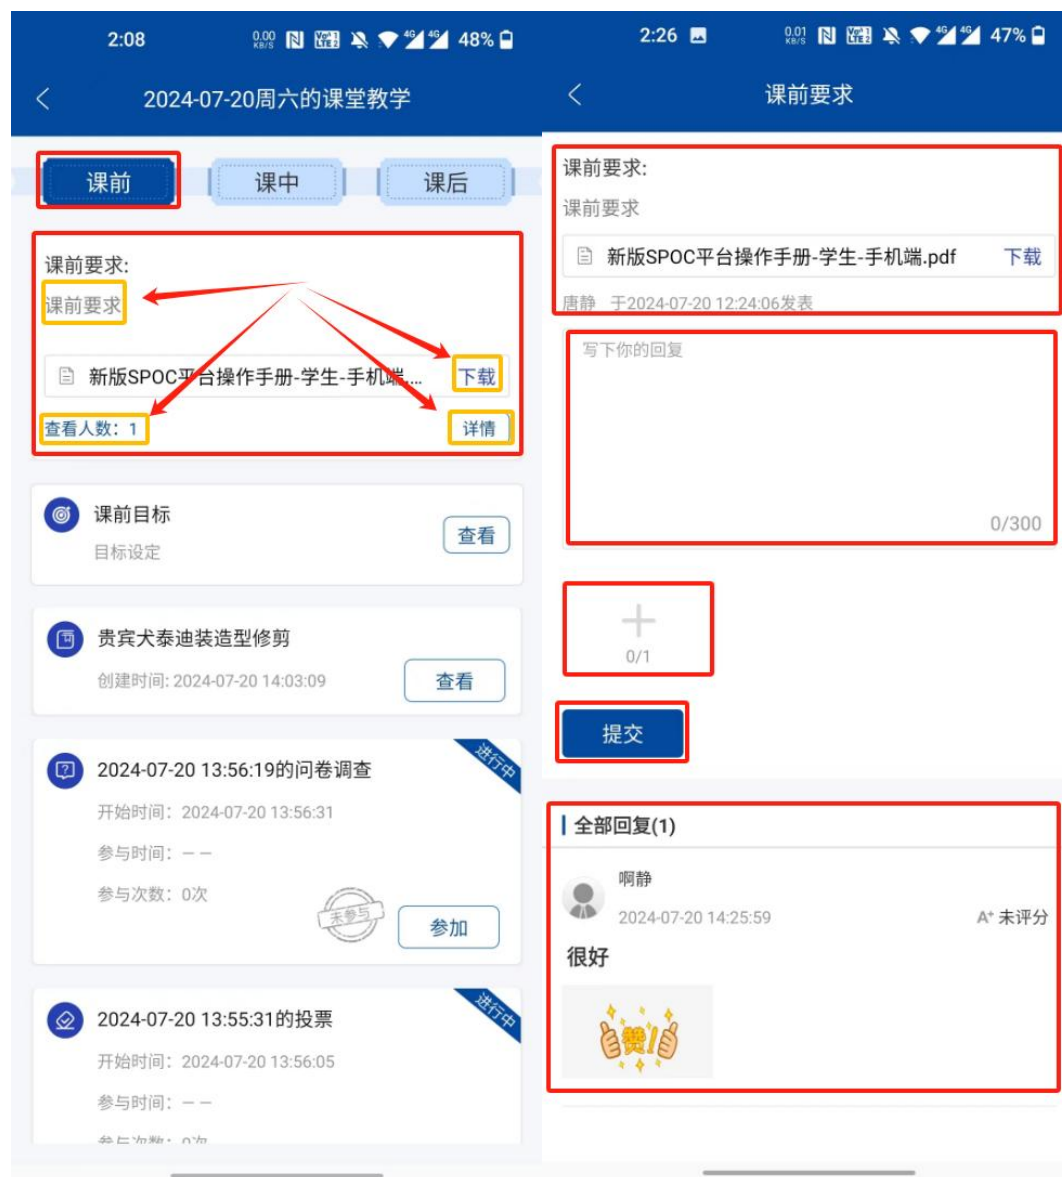 2:08
0.00
KB/S
48%
2024-07-20周六的课堂教学
课前
课中
课后
课前要求:
课前要求
新版SPOC平台操作手册-学生-手机端....
下载
查看人数: 1
详情
课前目标
目标设定
查看
贵宾犬泰迪装造型修剪
创建时间: 2024-07-20 14:03:09
查看
2024-07-20 13:56:19的问卷调查
进行中
开始时间: 2024-07-20 13:56:31
参与时间: – –
参与次数: 0次
未参与
参加
2024-07-20 13:55:31的投票
进行中
开始时间: 2024-07-20 13:56:05
参与时间: – –
参与次数: 0次
2:26
0.01
KB/S
47%
课前要求
课前要求:
课前要求
新版SPOC平台操作手册-学生-手机端.pdf
下载
唐静 于2024-07-20 12:24:06发表
写下你的回复
0/300
0/1
提交
全部回复(1)
啊静
2024-07-20 14:25:59
A+ 未评分
很好
赞!